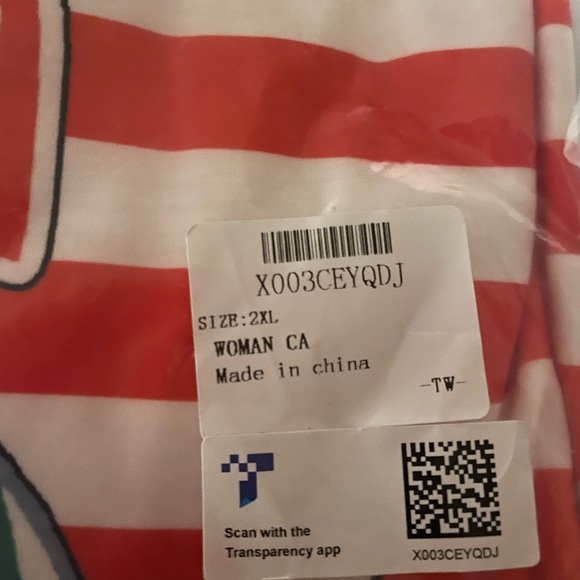 X003CEYQDJ
SIZE:2XL
WOMAN CA
Made in china
-TW-
Scan with the
Transparency app
X003CEYQDJ